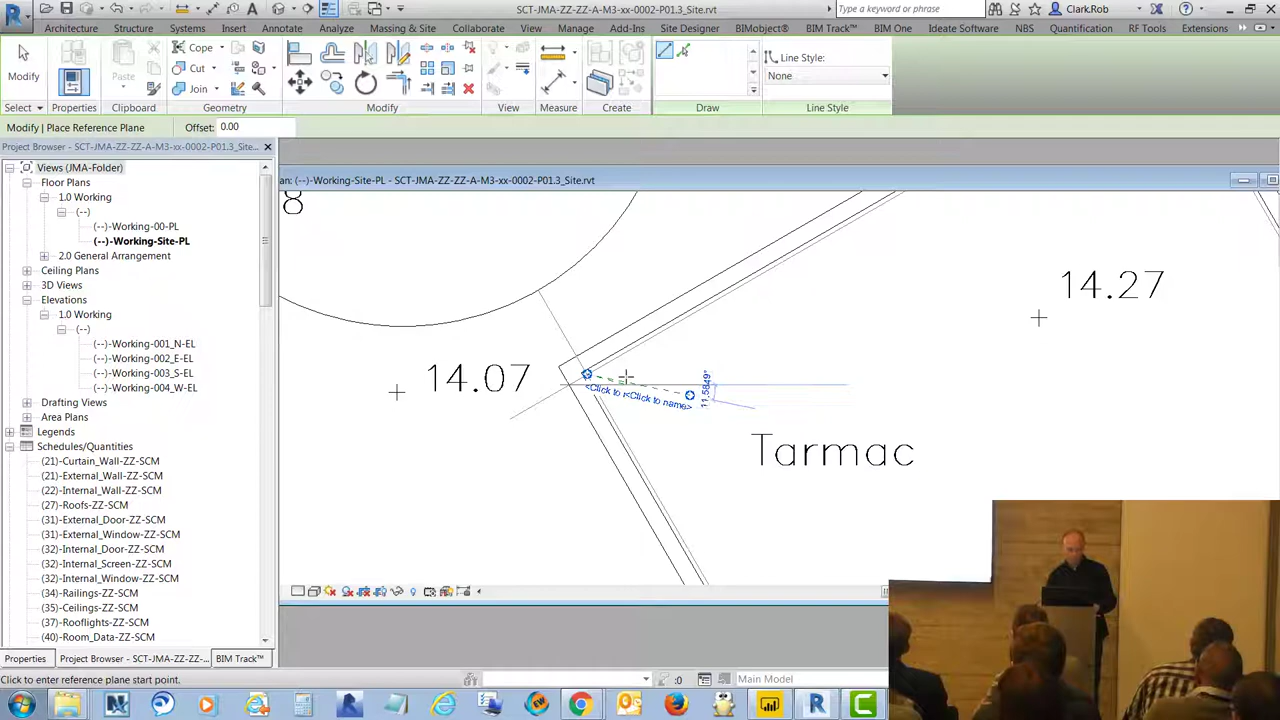 SCT-JMA-ZZ-ZZ-A-M3-xx-0002-P01.3_Site.rvt
Type a keyword or phrase
Clark.Rob
Architecture Structure Systems Insert Annotate Analyze Massing & Site Collaborate View Manage Add-Ins Site Designer BIMobject® BIM Track™ BIM One Ideate Software NBS Quantification RF Tools Extensions
Modify
Paste
Cope
Cut
Join
Line Style:
None
Select Properties Clipboard Geometry Modify View Measure Create Draw Line Style
Modify | Place Reference Plane Offset: 0.00
Project Browser - SCT-JMA-ZZ-ZZ-A-M3-xx-0002-P01.3_Site...
Views (JMA-Folder)
Floor Plans
1.0 Working
(--)
(--)-Working-00-PL
(--)-Working-Site-PL
2.0 General Arrangement
Ceiling Plans
3D Views
Elevations
1.0 Working
(--)
(--)-Working-001_N-EL
(--)-Working-002_E-EL
(--)-Working-003_S-EL
(--)-Working-004_W-EL
Drafting Views
Area Plans
Legends
Schedules/Quantities
(21)-Curtain_Wall-ZZ-SCM
(21)-External_Wall-ZZ-SCM
(22)-Internal_Wall-ZZ-SCM
(27)-Roofs-ZZ-SCM
(31)-External_Door-ZZ-SCM
(31)-External_Window-ZZ-SCM
(32)-Internal_Door-ZZ-SCM
(32)-Internal_Screen-ZZ-SCM
(32)-Internal_Window-ZZ-SCM
(34)-Railings-ZZ-SCM
(35)-Ceilings-ZZ-SCM
(37)-Rooflights-ZZ-SCM
(40)-Room_Data-ZZ-SCM
an: (--)-Working-Site-PL - SCT-JMA-ZZ-ZZ-A-M3-xx-0002-P01.3_Site.rvt
8
14.27
14.07
<Click to r<Click to name>
11.5849°
Tarmac
Properties Project Browser - SCT-JMA-ZZ-... BIM Track™
Click to enter reference plane start point.
:0
Main Model